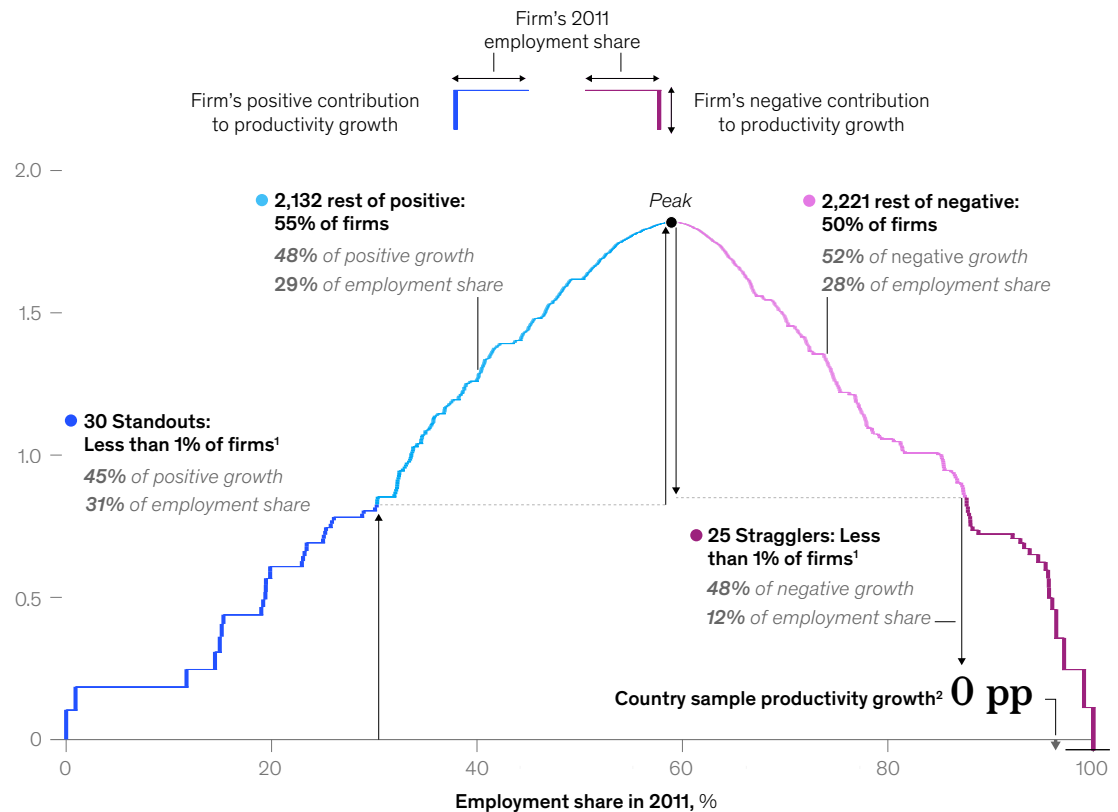 Firm's 2011
employment share
Firm's positive contribution
to productivity growth
Firm's negative contribution
to productivity growth
2.0
1.5
1.0
0.5
0
2,132 rest of positive:
55% of firms
48% of positive growth
29% of employment share
Peak
2,221 rest of negative:
50% of firms
52% of negative growth
28% of employment share
30 Standouts:
Less than 1% of firms¹
45% of positive growth
31% of employment share
25 Stragglers: Less
than 1% of firms¹
48% of negative growth
12% of employment share
Country sample productivity growth² 0 pp
0 20 40 60 80 100
Employment share in 2011, %